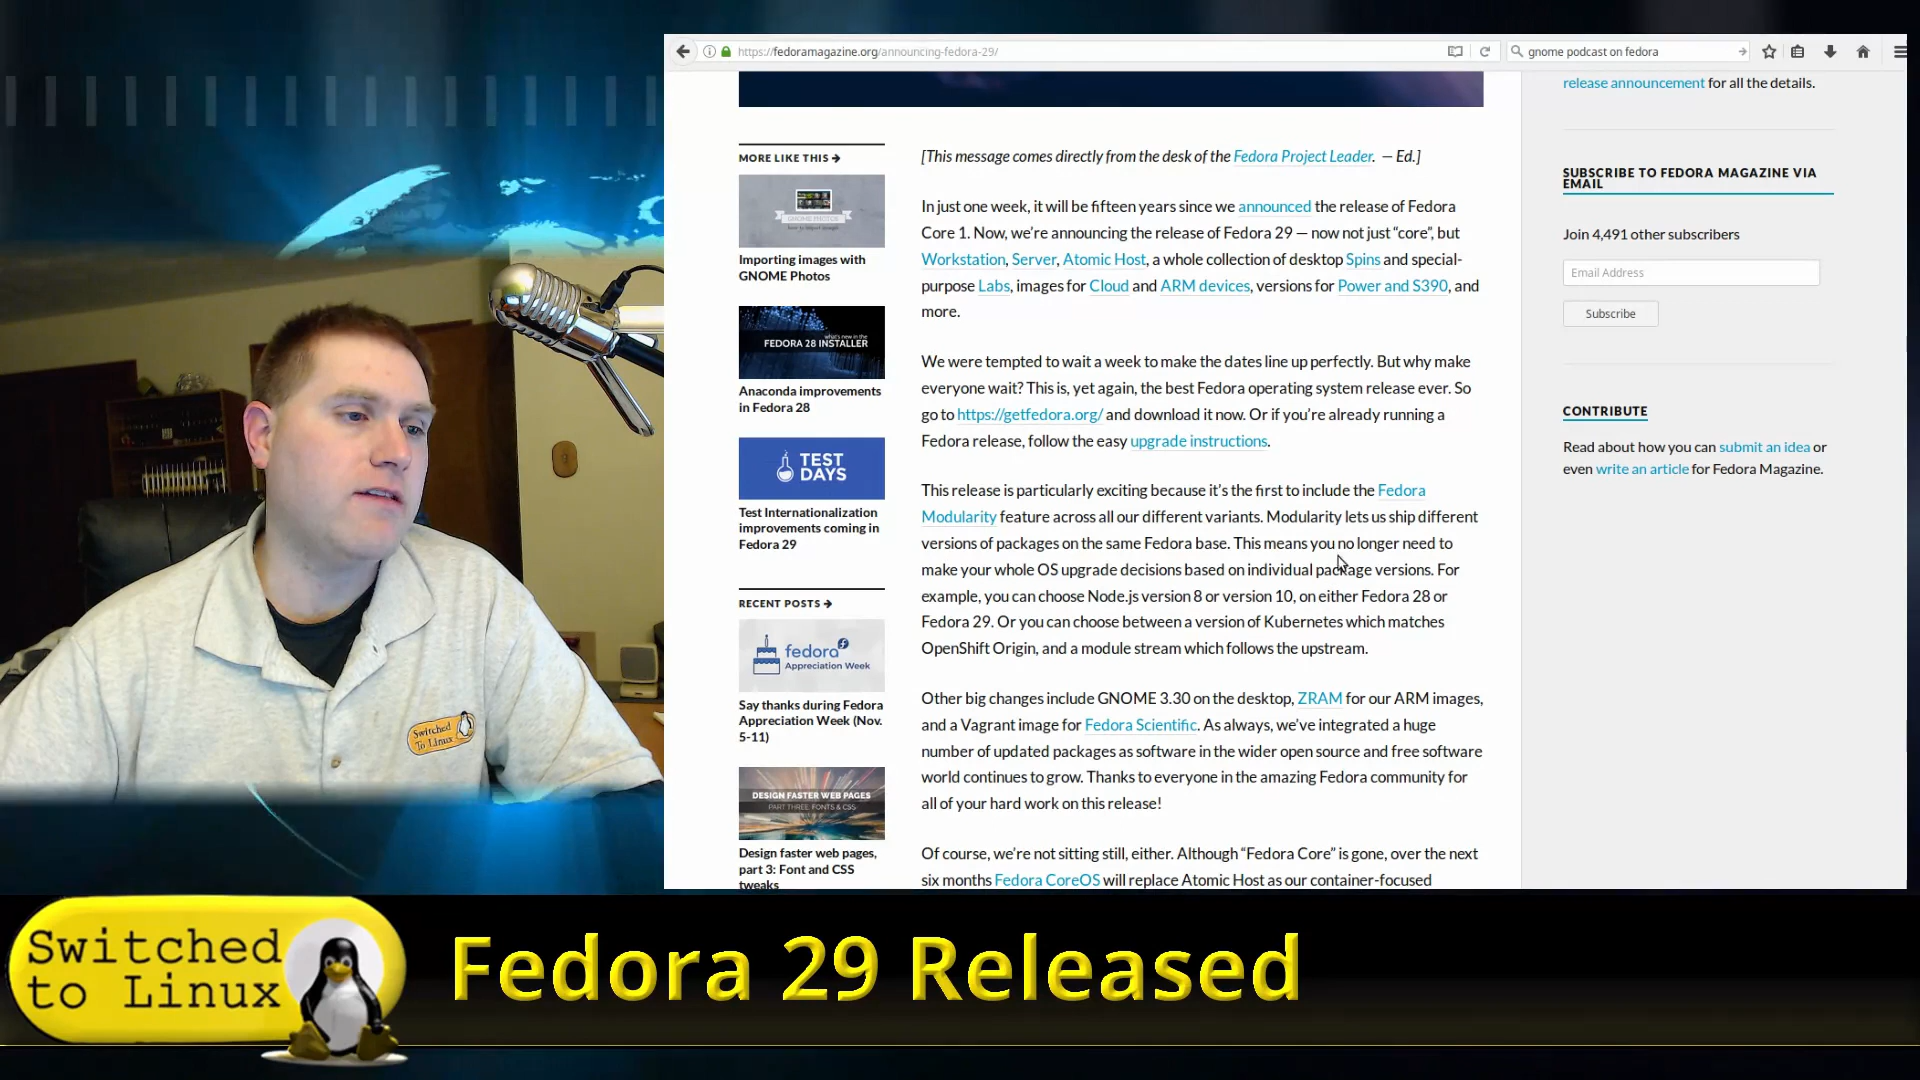 https://fedoramagazine.org/announcing-fedora-29/
gnome podcast on fedora
release announcement for all the details.
MORE LIKE THIS →
GNOME PHOTOS
Importing images with
GNOME Photos
what's new in the
FEDORA 28 INSTALLER
Anaconda improvements
in Fedora 28
TEST
DAYS
Test Internationalization
improvements coming in
Fedora 29
RECENT POSTS →
fedora
Appreciation Week
Say thanks during Fedora
Appreciation Week (Nov.
5-11)
DESIGN FASTER WEB PAGES
PART THREE: FONTS & CSS
Design faster web pages,
part 3: Font and CSS
tweaks
[This message comes directly from the desk of the Fedora Project Leader. — Ed.]
In just one week, it will be fifteen years since we announced the release of Fedora
Core 1. Now, we’re announcing the release of Fedora 29 — now not just “core”, but
Workstation, Server, Atomic Host, a whole collection of desktop Spins and special-
purpose Labs, images for Cloud and ARM devices, versions for Power and S390, and
more.
We were tempted to wait a week to make the dates line up perfectly. But why make
everyone wait? This is, yet again, the best Fedora operating system release ever. So
go to https://getfedora.org/ and download it now. Or if you’re already running a
Fedora release, follow the easy upgrade instructions.
This release is particularly exciting because it’s the first to include the Fedora
Modularity feature across all our different variants. Modularity lets us ship different
versions of packages on the same Fedora base. This means you no longer need to
make your whole OS upgrade decisions based on individual package versions. For
example, you can choose Node.js version 8 or version 10, on either Fedora 28 or
Fedora 29. Or you can choose between a version of Kubernetes which matches
OpenShift Origin, and a module stream which follows the upstream.
Other big changes include GNOME 3.30 on the desktop, ZRAM for our ARM images,
and a Vagrant image for Fedora Scientific. As always, we’ve integrated a huge
number of updated packages as software in the wider open source and free software
world continues to grow. Thanks to everyone in the amazing Fedora community for
all of your hard work on this release!
Of course, we’re not sitting still, either. Although “Fedora Core” is gone, over the next
six months Fedora CoreOS will replace Atomic Host as our container-focused
SUBSCRIBE TO FEDORA MAGAZINE VIA
EMAIL
Join 4,491 other subscribers
Email Address
Subscribe
CONTRIBUTE
Read about how you can submit an idea or
even write an article for Fedora Magazine.
Switched
To Linux
Switched
to Linux
Fedora 29 Released